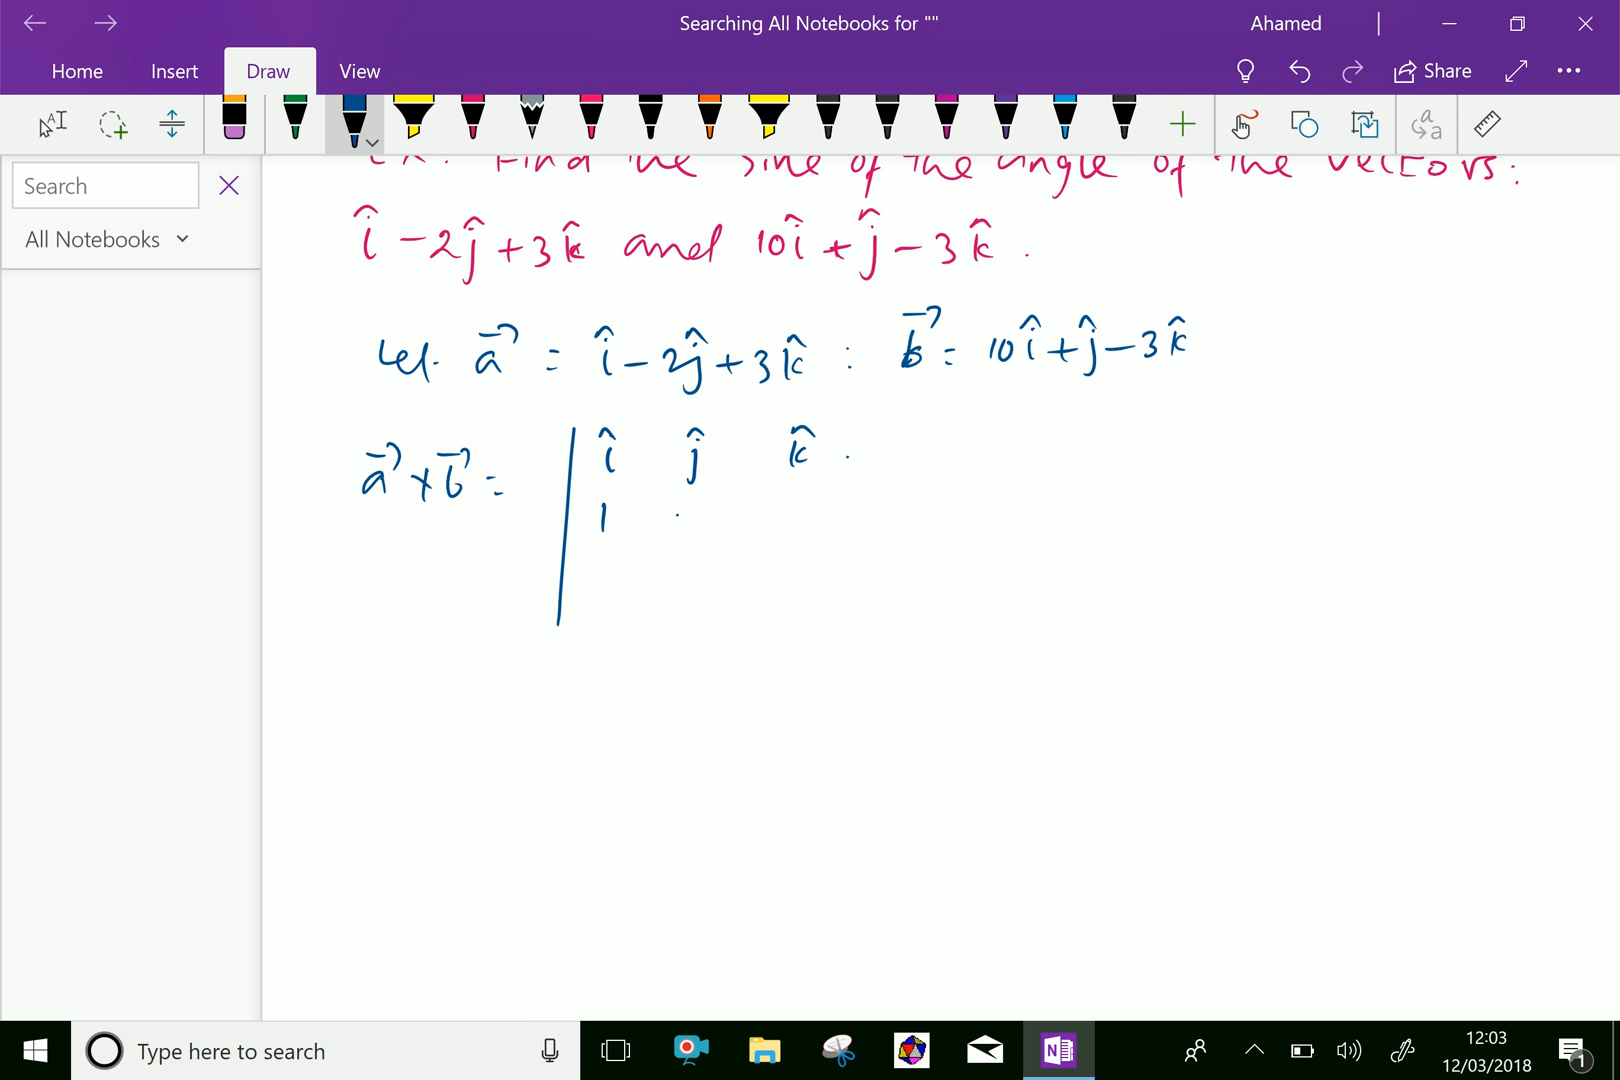 Searching All Notebooks for ""
Ahamed
Home Insert Draw View
Share
Search
All Notebooks
Ex: Find the sine of the angle of the vectors:
î - 2ĵ + 3k̂ and 10î + ĵ - 3k̂.
Let a⃗ = î - 2ĵ + 3k̂ : b⃗ = 10î + ĵ - 3k̂
a⃗ × b⃗ = | î ĵ k̂
1
Type here to search
12:03
12/03/2018
1